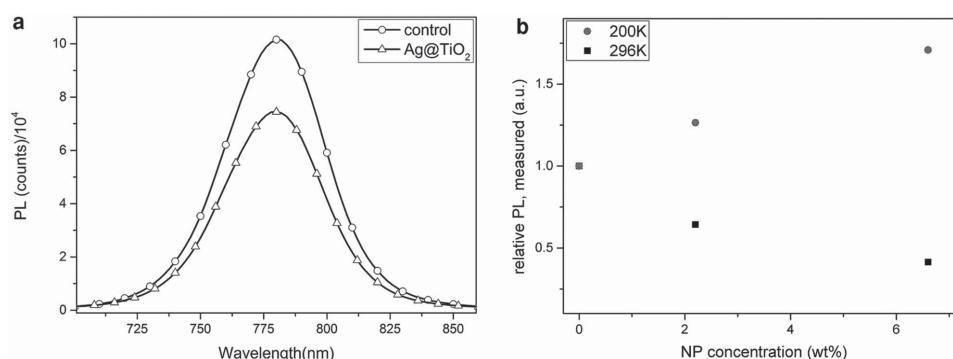 a
control
Ag@TiO₂
PL (counts)/10⁴
10
8
6
4
2
0
725
750
775
800
825
850
Wavelength(nm)
b
200K
296K
relative PL, measured (a.u.)
1.5
1.0
0.5
0
2
4
6
NP concentration (wt%)